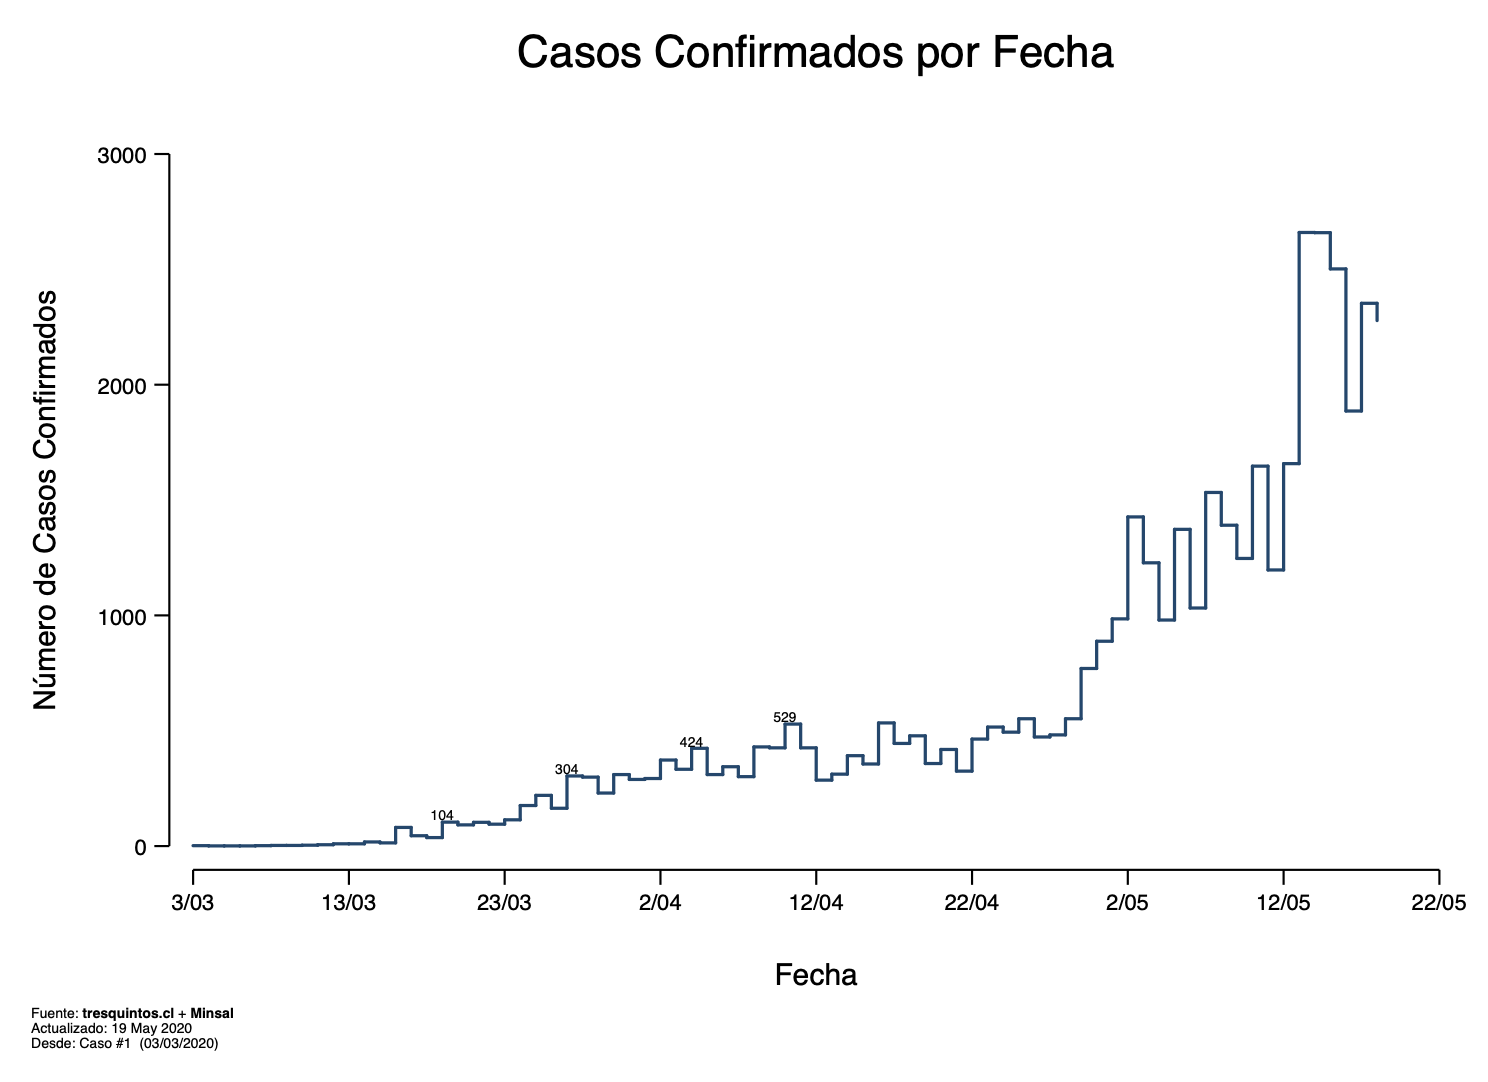 Casos Confirmados por Fecha
Número de Casos Confirmados
3000
2000
1000
0
529
424
304
104
3/03 13/03 23/03 2/04 12/04 22/04 2/05 12/05 22/05
Fecha
Fuente: tresquintos.cl + Minsal
Actualizado: 19 May 2020
Desde: Caso #1 (03/03/2020)